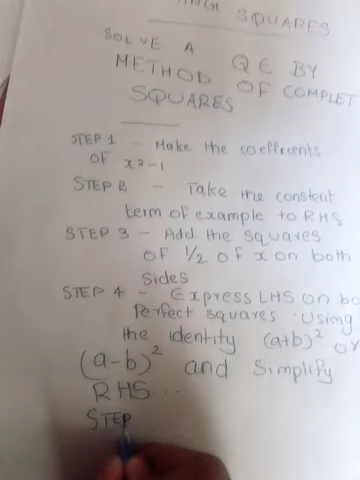 SQUARES
SOLVE A QE BY
METHOD OF COMPLET
SQUARES
STEP 1 - Make the coefficents
OF x²-1
STEP 2 - Take the constent
term of example to RHS
STEP 3 - Add the squares
OF 1/2 OF x on both
sides
STEP 4 - Express LHS on bo
Perfect squares Using
the identity (a+b)² or
(a-b)² and Simplify
RHS ..
STEP